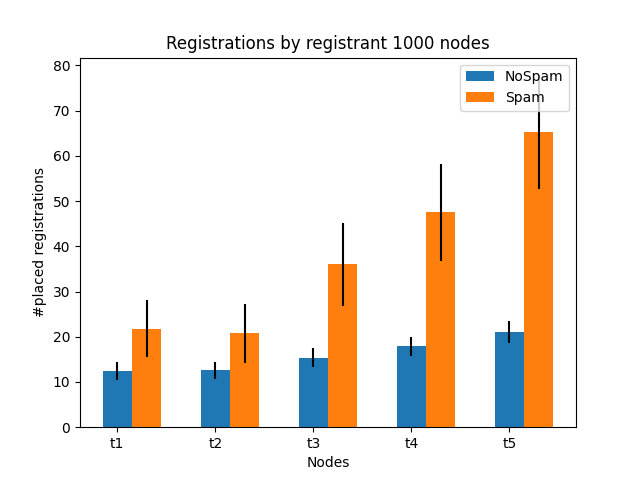 Registrations by registrant 1000 nodes
NoSpam
Spam
80
70
60
50
40
30
20
10
0
#placed registrations
t1 t2 t3 t4 t5
Nodes